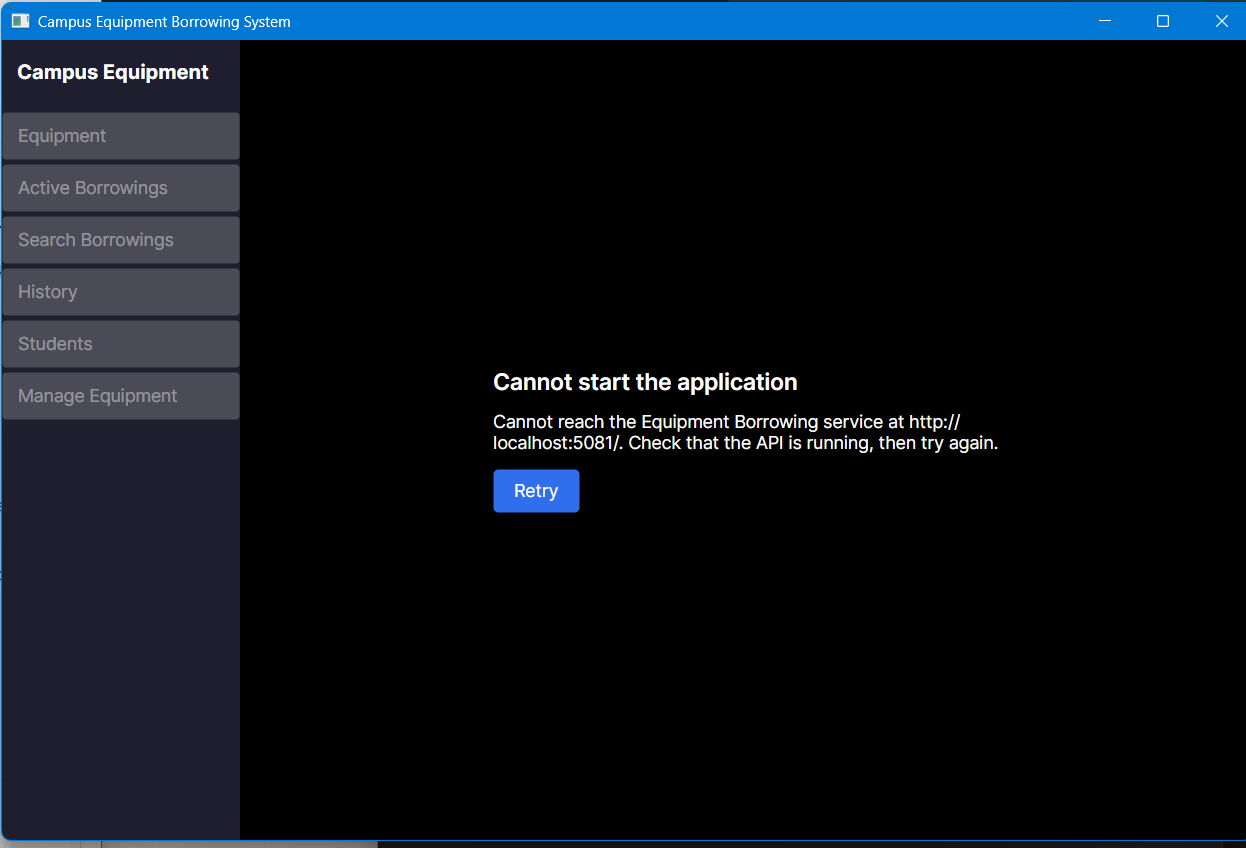 Campus Equipment Borrowing System
Campus Equipment
Equipment
Active Borrowings
Search Borrowings
History
Students
Manage Equipment
Cannot start the application
Cannot reach the Equipment Borrowing service at http://
localhost:5081/. Check that the API is running, then try again.
Retry